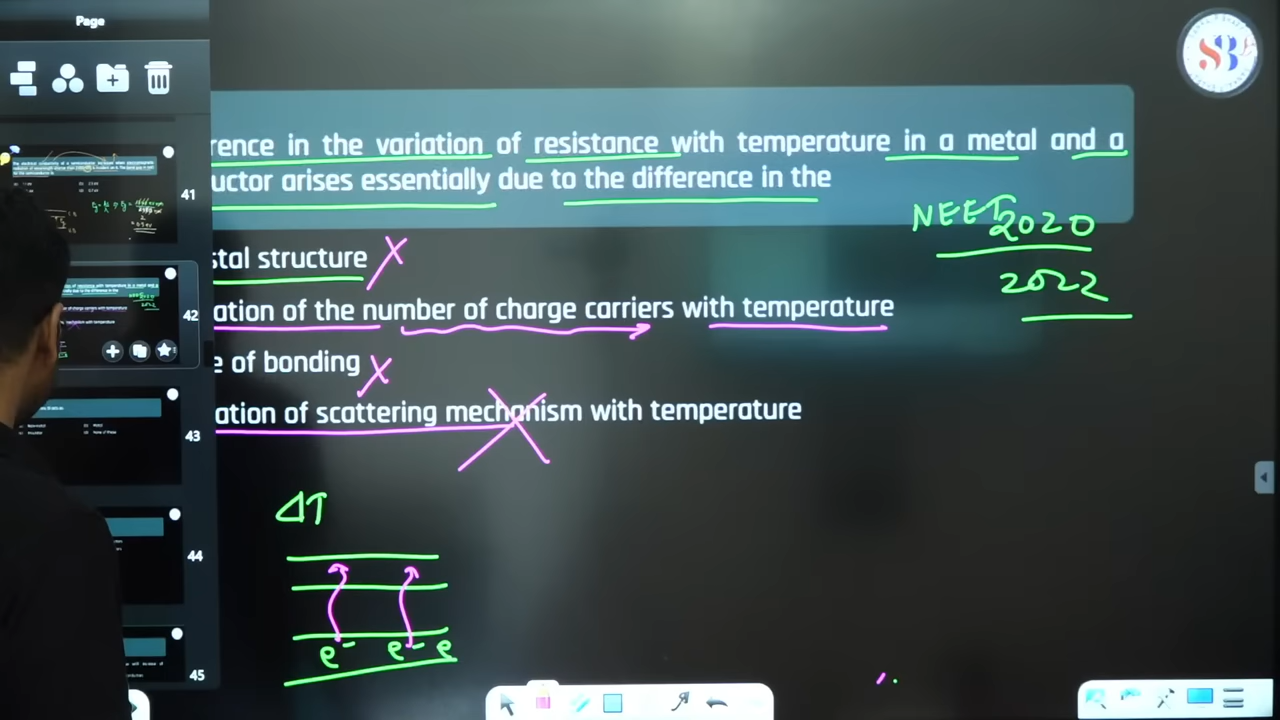 Page
rence in the variation of resistance with temperature in a metal and a
uctor arises essentially due to the difference in the
NEET 2020
2022
stal structure
ation of the number of charge carriers with temperature
e of bonding
ation of scattering mechanism with temperature
ΔT
e⁻ e⁻ e
41
42
43
44
45
SB